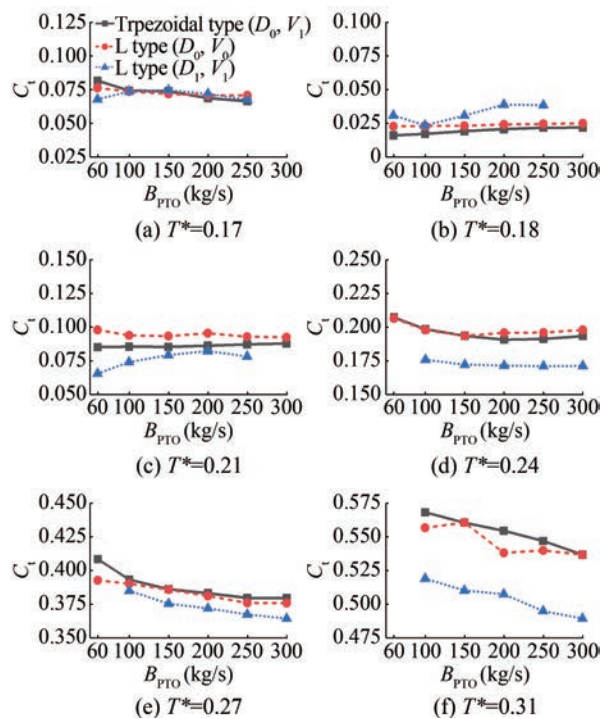 Trpezoidal type (D₀, V₁)
L type (D₀, V₀)
L type (D₁, V₁)
Cₜ
0.125
0.100
0.075
0.050
0.025
60 100 150 200 250 300
B_PTO (kg/s)
(a) T*=0.17
Cₜ
0.100
0.075
0.050
0.025
0
60 100 150 200 250 300
B_PTO (kg/s)
(b) T*=0.18
Cₜ
0.150
0.125
0.100
0.075
0.050
60 100 150 200 250 300
B_PTO (kg/s)
(c) T*=0.21
Cₜ
0.250
0.225
0.200
0.175
0.150
60 100 150 200 250 300
B_PTO (kg/s)
(d) T*=0.24
Cₜ
0.450
0.425
0.400
0.375
0.350
60 100 150 200 250 300
B_PTO (kg/s)
(e) T*=0.27
Cₜ
0.575
0.550
0.525
0.500
0.475
60 100 150 200 250 300
B_PTO (kg/s)
(f) T*=0.31